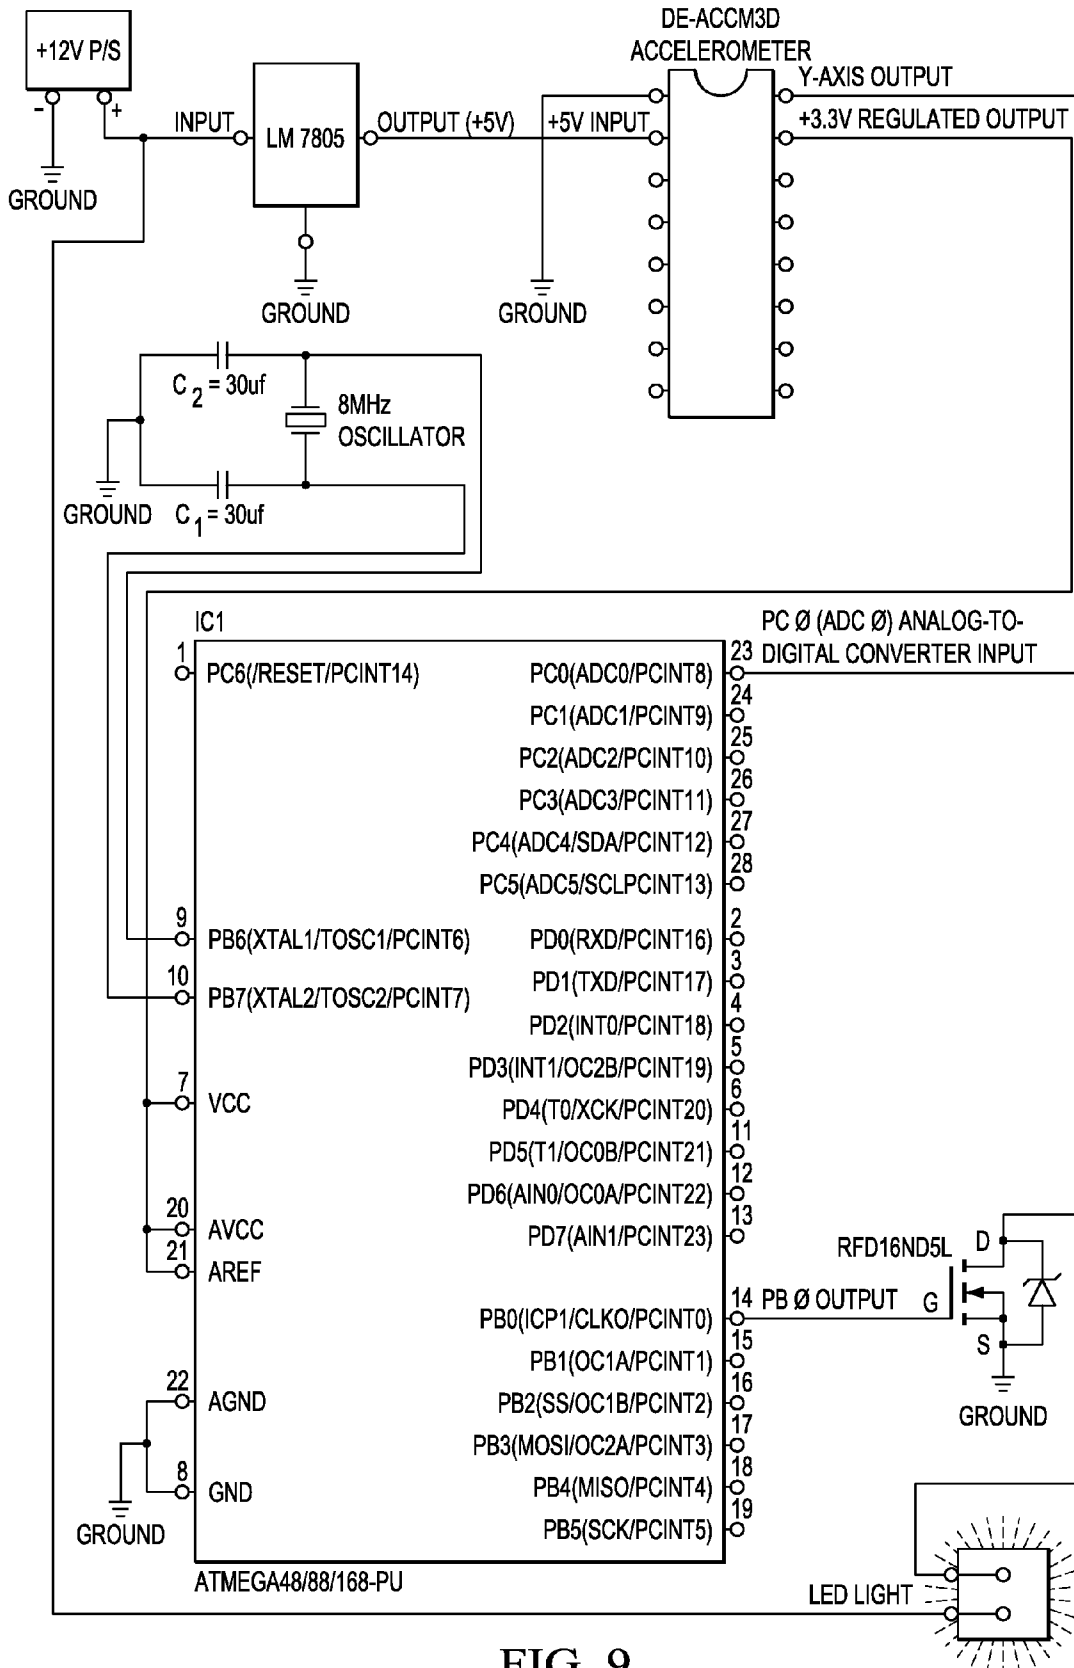 DE-ACCM3D
ACCELEROMETER
+12V P/S
-
+
GROUND
INPUT
LM 7805
OUTPUT (+5V)
GROUND
+5V INPUT
GROUND
Y-AXIS OUTPUT
+3.3V REGULATED OUTPUT
C2 = 30uf
8MHz
OSCILLATOR
GROUND
C1 = 30uf
IC1
PC Ø (ADC Ø) ANALOG-TO-
DIGITAL CONVERTER INPUT
1
PC6(/RESET/PCINT14)
9
PB6(XTAL1/TOSC1/PCINT6)
10
PB7(XTAL2/TOSC2/PCINT7)
7
VCC
20
AVCC
21
AREF
22
AGND
8
GND
GROUND
PC0(ADC0/PCINT8)
23
PC1(ADC1/PCINT9)
24
PC2(ADC2/PCINT10)
25
PC3(ADC3/PCINT11)
26
PC4(ADC4/SDA/PCINT12)
27
PC5(ADC5/SCLPCINT13)
28
PD0(RXD/PCINT16)
2
PD1(TXD/PCINT17)
3
PD2(INT0/PCINT18)
4
PD3(INT1/OC2B/PCINT19)
5
PD4(T0/XCK/PCINT20)
6
PD5(T1/OC0B/PCINT21)
11
PD6(AIN0/OC0A/PCINT22)
12
PD7(AIN1/PCINT23)
13
PB0(ICP1/CLKO/PCINT0)
14
PB Ø OUTPUT
PB1(OC1A/PCINT1)
15
PB2(SS/OC1B/PCINT2)
16
PB3(MOSI/OC2A/PCINT3)
17
PB4(MISO/PCINT4)
18
PB5(SCK/PCINT5)
19
RFD16ND5L
D
G
S
GROUND
ATMEGA48/88/168-PU
LED LIGHT
FIG. 9